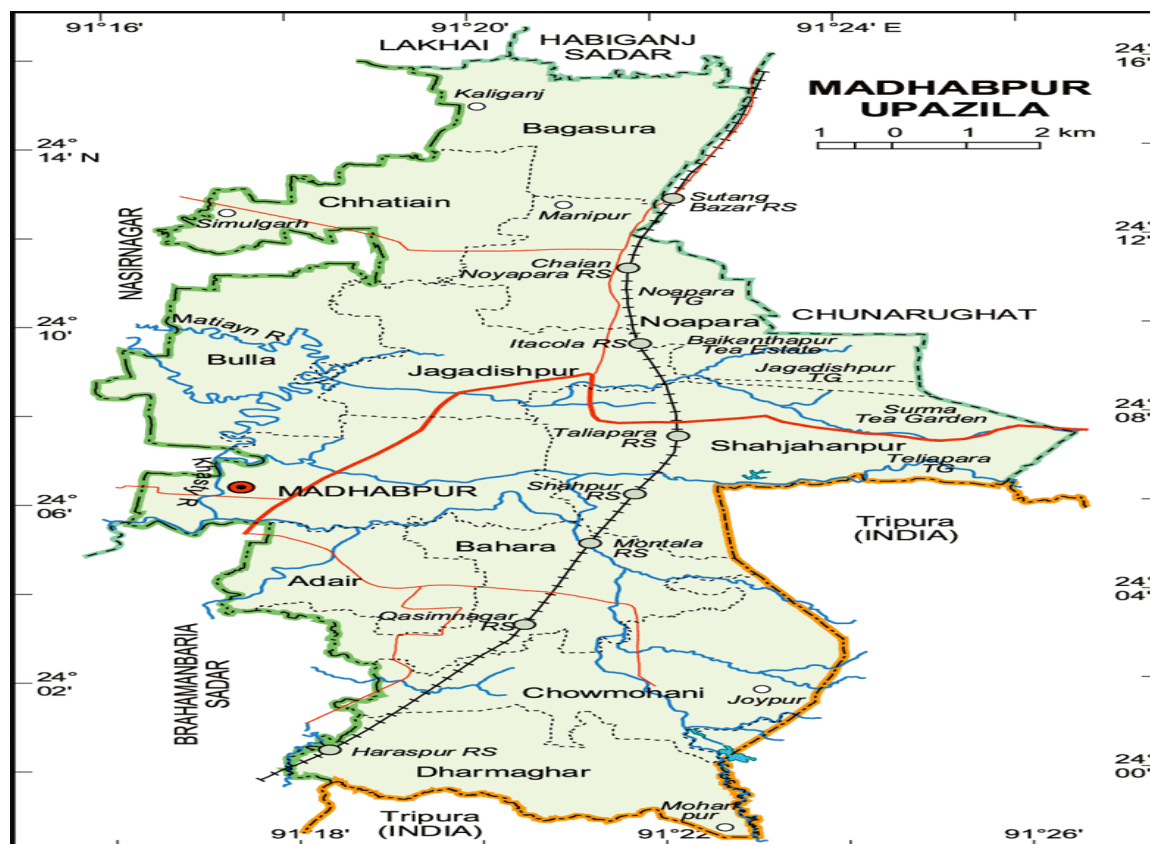 91° 16'
91° 20'
91° 24' E
LAKHAI
HABIGANJ
SADAR
24°
16'
MADHABPUR
UPAZILA
1 0 1 2 km
Kaliganj
Bagasura
24°
14' N
Chhatiain
Simulgarh
Manipur
Sutang
Bazar RS
24°
12'
NASIRNAGAR
Chaian
Noyapara RS
Noapara
TG
Noapara
CHUNARUGHAT
24°
10'
Matiayn R
Bulla
Itacola RS
Baikanthapur
Tea Estate
Jagadishpur
Jagadishpur
TG
Surma
Tea Garden
24°
08'
Taliapara
RS
Shahjahanpur
Teliapara
TG
Khasty R
MADHABPUR
Shahpur
RS
24°
06'
Tripura
(INDIA)
Bahara
Montala
RS
Adair
24°
04'
Qasimnagar
RS
24°
02'
BRAHAMANBARIA
SADAR
Chowmohani
Joypur
Haraspur RS
Dharmaghar
24°
00'
Mohan
pur
Tripura
(INDIA)
91° 18'
91° 22'
91° 26'